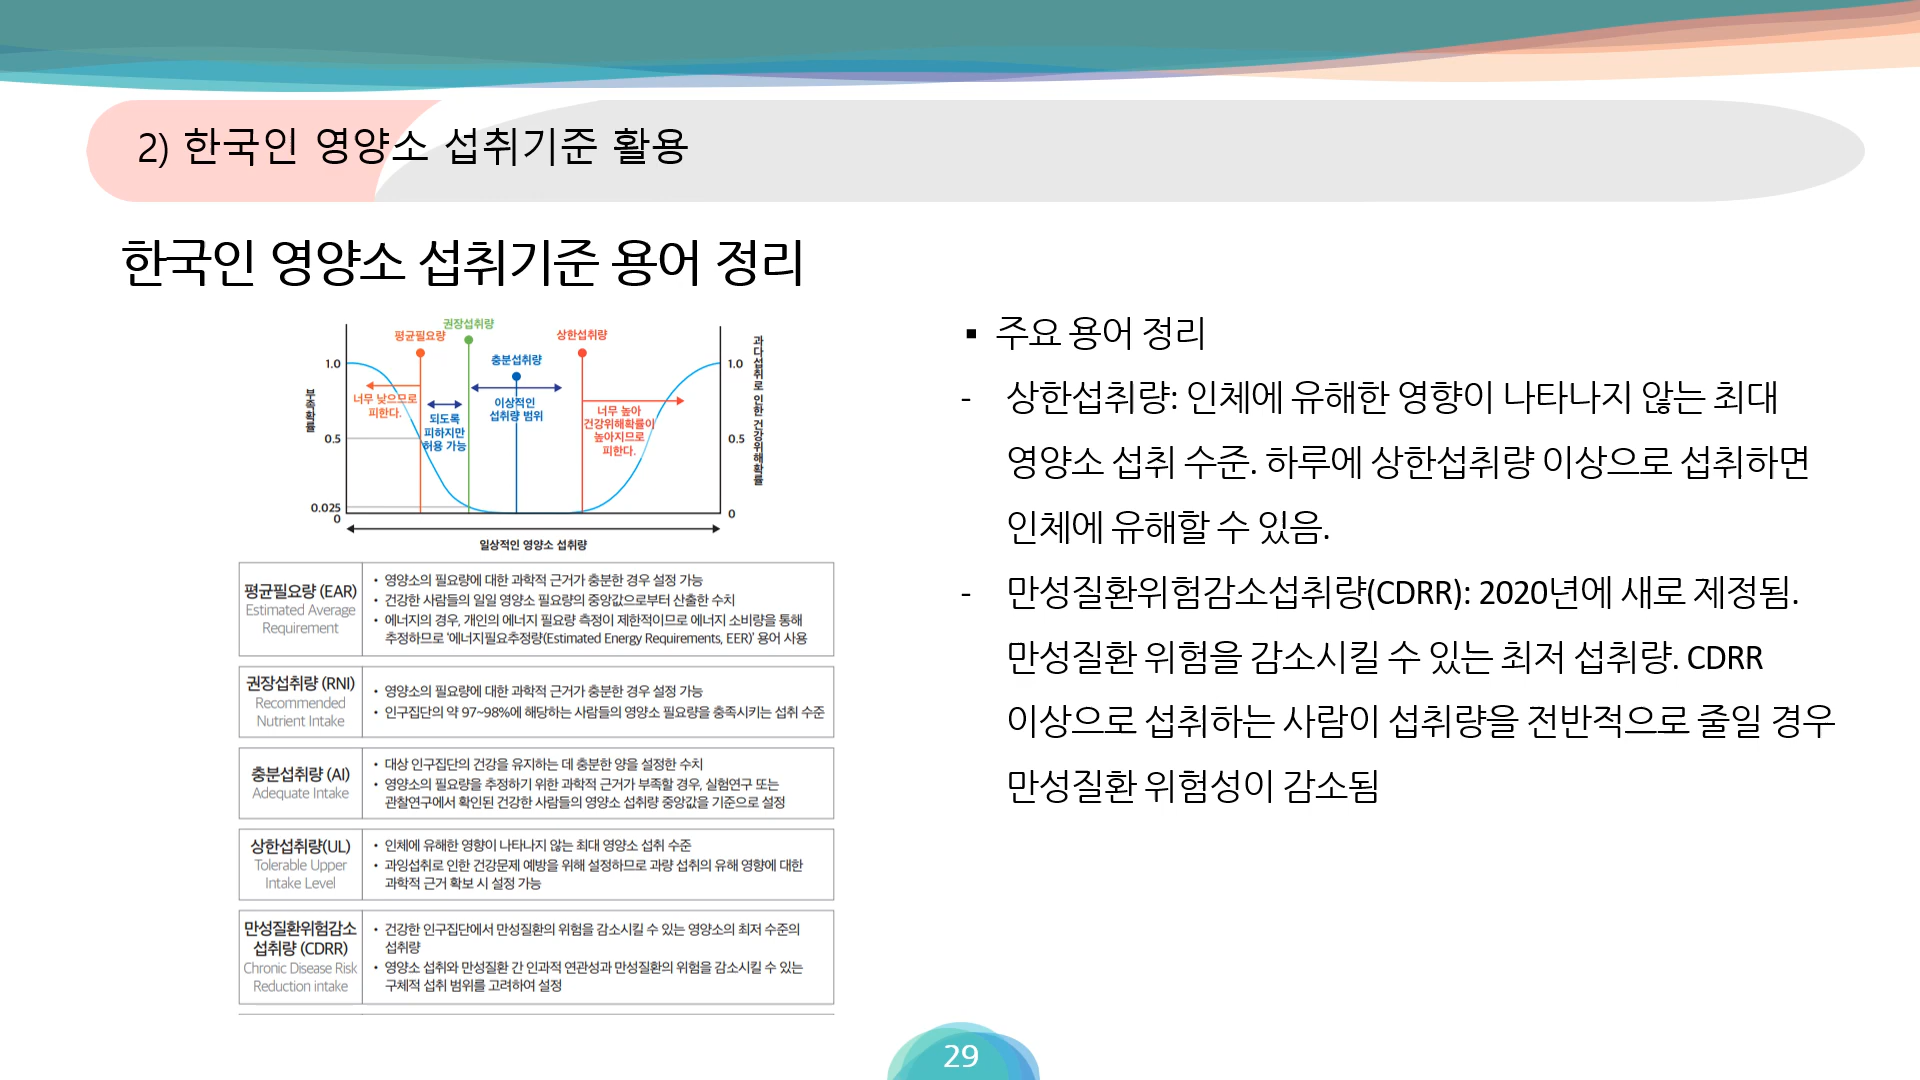 2) 한국인 영양소 섭취기준 활용
한국인 영양소 섭취기준 용어 정리
권장섭취량
평균필요량
상한섭취량
충분섭취량
1.0
0.5
0.025
0
부족확률
너무 낮으므로
피한다.
되도록
피하지만
허용 가능
이상적인
섭취량 범위
너무 높아
건강위해확률이
높아지므로
피한다.
1.0
0.5
0
과다섭취로 인한 건강위해확률
일상적인 영양소 섭취량
평균필요량 (EAR)
Estimated Average
Requirement
• 영양소의 필요량에 대한 과학적 근거가 충분한 경우 설정 가능
• 건강한 사람들의 일일 영양소 필요량의 중앙값으로부터 산출한 수치
• 에너지의 경우, 개인의 에너지 필요량 측정이 제한적이므로 에너지 소비량을 통해
추정하므로 '에너지필요추정량(Estimated Energy Requirements, EER)' 용어 사용
권장섭취량 (RNI)
Recommended
Nutrient Intake
• 영양소의 필요량에 대한 과학적 근거가 충분한 경우 설정 가능
• 인구집단의 약 97~98%에 해당하는 사람들의 영양소 필요량을 충족시키는 섭취 수준
충분섭취량 (AI)
Adequate Intake
• 대상 인구집단의 건강을 유지하는 데 충분한 양을 설정한 수치
• 영양소의 필요량을 추정하기 위한 과학적 근거가 부족할 경우, 실험연구 또는
관찰연구에서 확인된 건강한 사람들의 영양소 섭취량 중앙값을 기준으로 설정
상한섭취량(UL)
Tolerable Upper
Intake Level
• 인체에 유해한 영향이 나타나지 않는 최대 영양소 섭취 수준
• 과잉섭취로 인한 건강문제 예방을 위해 설정하므로 과량 섭취의 유해 영향에 대한
과학적 근거 확보 시 설정 가능
만성질환위험감소
섭취량 (CDRR)
Chronic Disease Risk
Reduction intake
• 건강한 인구집단에서 만성질환의 위험을 감소시킬 수 있는 영양소의 최저 수준의
섭취량
• 영양소 섭취와 만성질환 간 인과적 연관성과 만성질환의 위험을 감소시킬 수 있는
구체적 섭취 범위를 고려하여 설정
▪ 주요 용어 정리
- 상한섭취량: 인체에 유해한 영향이 나타나지 않는 최대
영양소 섭취 수준. 하루에 상한섭취량 이상으로 섭취하면
인체에 유해할 수 있음.
- 만성질환위험감소섭취량(CDRR): 2020년에 새로 제정됨.
만성질환 위험을 감소시킬 수 있는 최저 섭취량. CDRR
이상으로 섭취하는 사람이 섭취량을 전반적으로 줄일 경우
만성질환 위험성이 감소됨
29